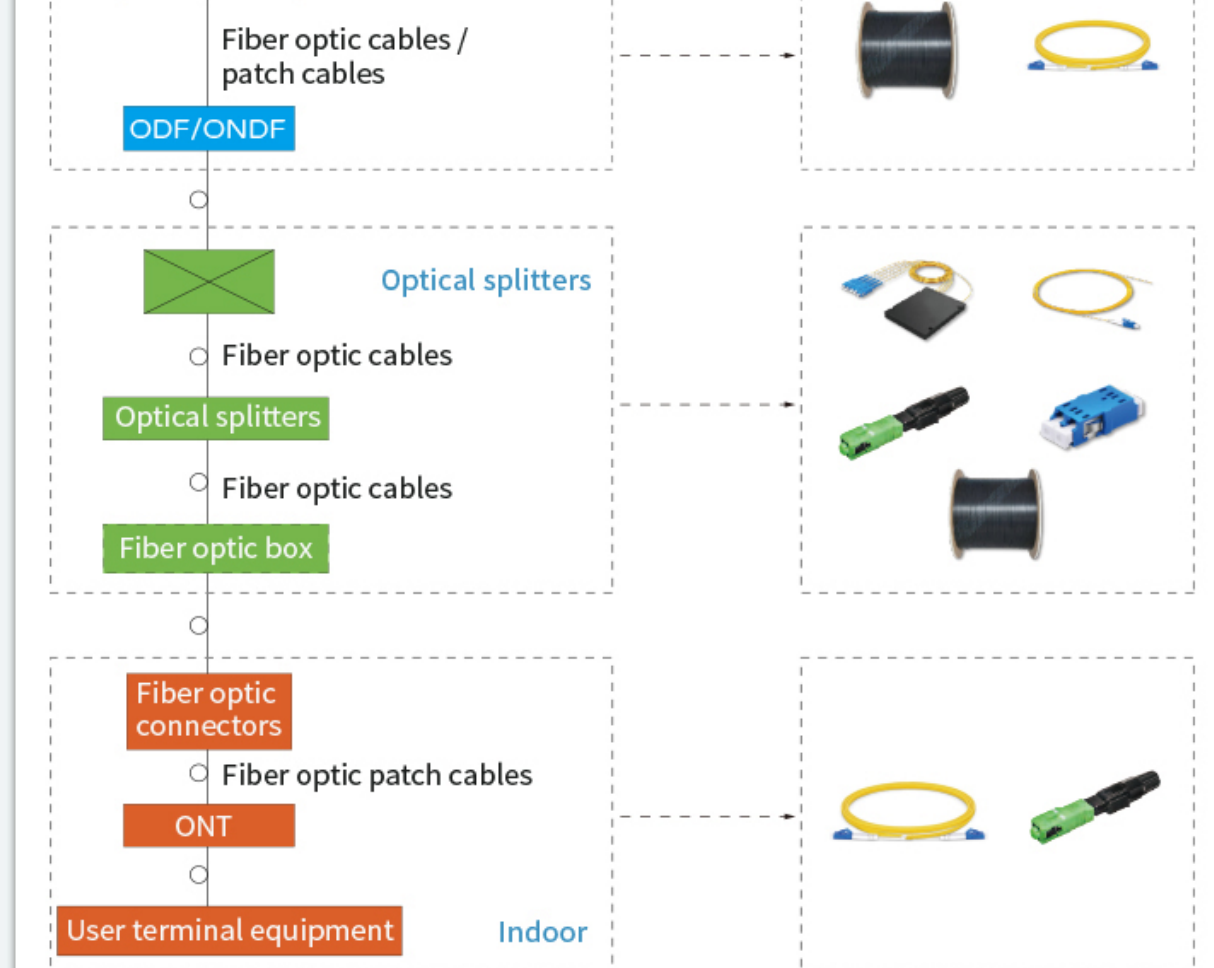 Fiber optic cables /
patch cables
ODF/ONDF
Optical splitters
Fiber optic cables
Optical splitters
Fiber optic cables
Fiber optic box
Fiber optic
connectors
Fiber optic patch cables
ONT
User terminal equipment
Indoor